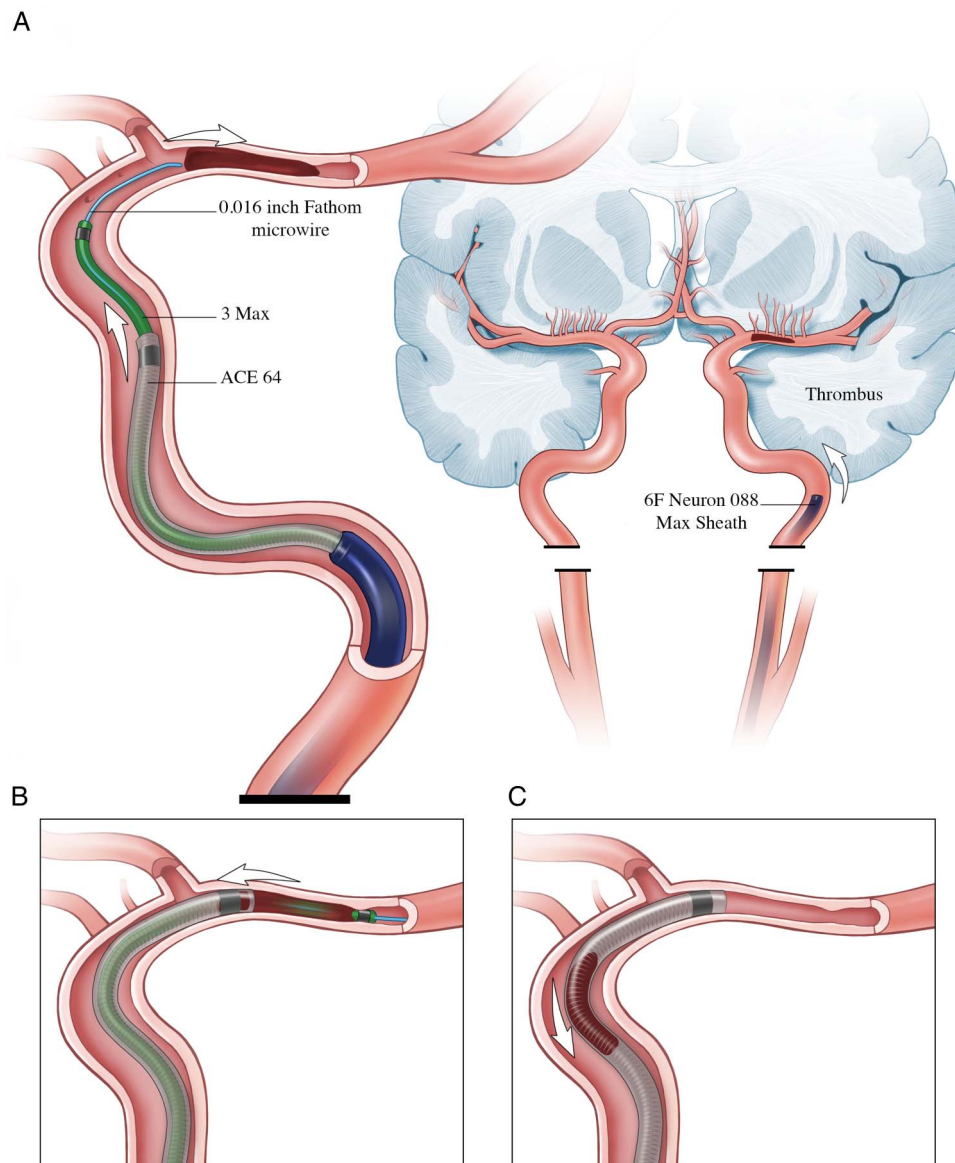 A
0.016 inch Fathom
microwire
3 Max
ACE 64
Thrombus
6F Neuron 088
Max Sheath
B
C